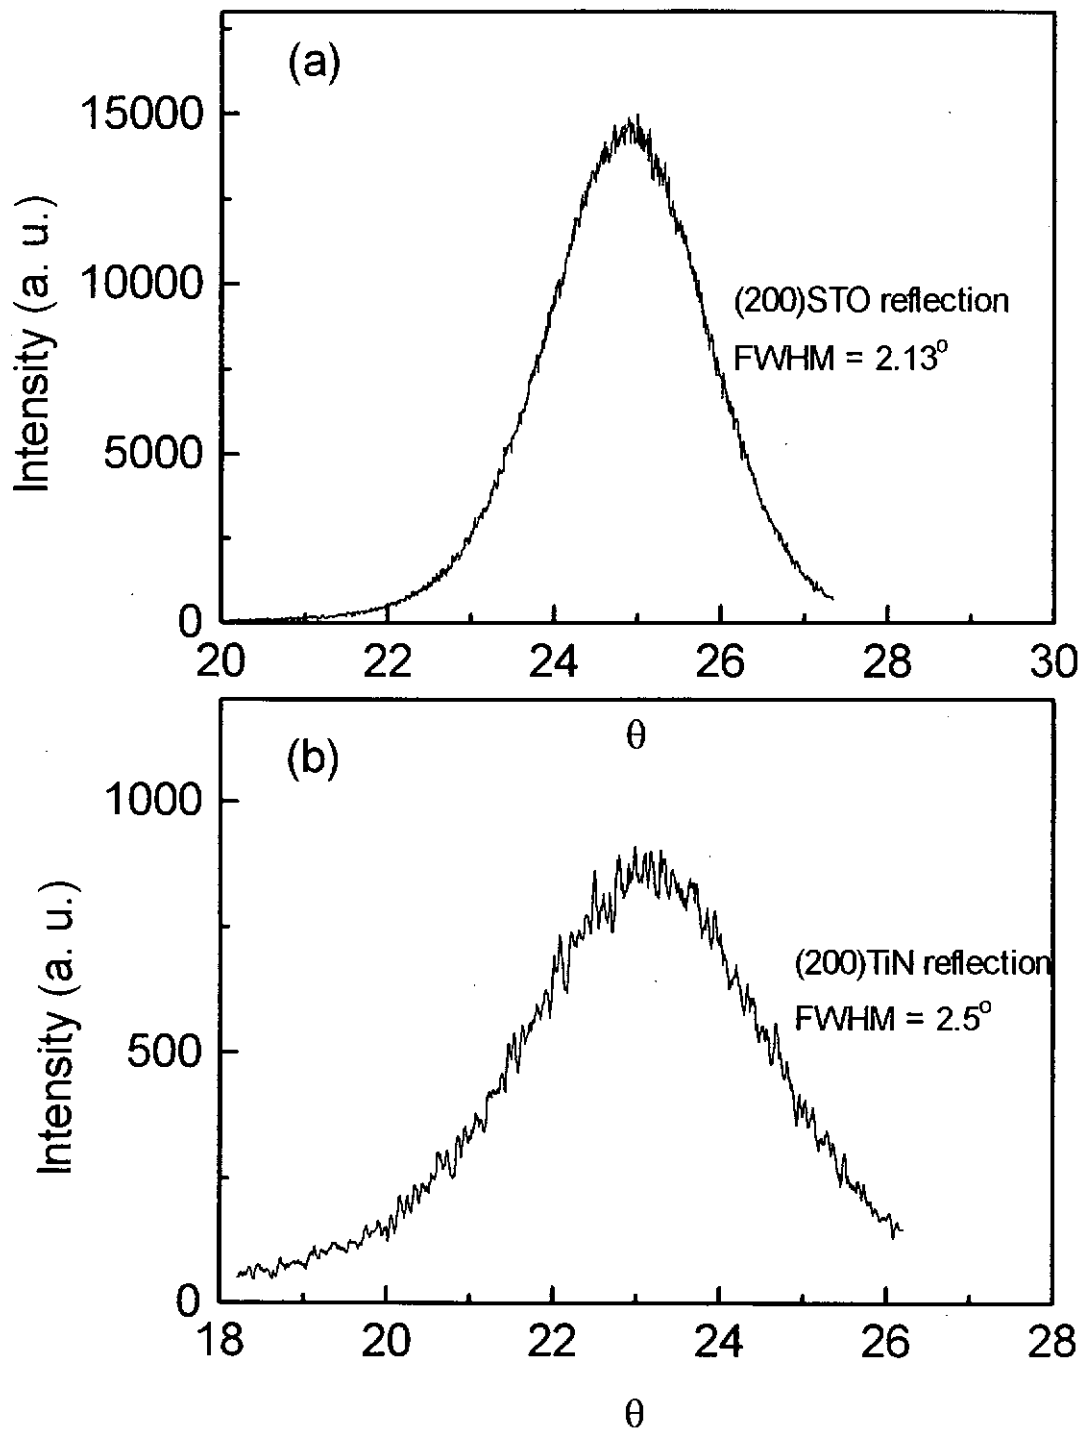 (a)
15000
10000
5000
0
Intensity (a. u.)
(200)STO reflection
FWHM = 2.13°
20 22 24 26 28 30
θ
(b)
1000
500
0
Intensity (a. u.)
(200)TiN reflection
FWHM = 2.5°
18 20 22 24 26 28
θ